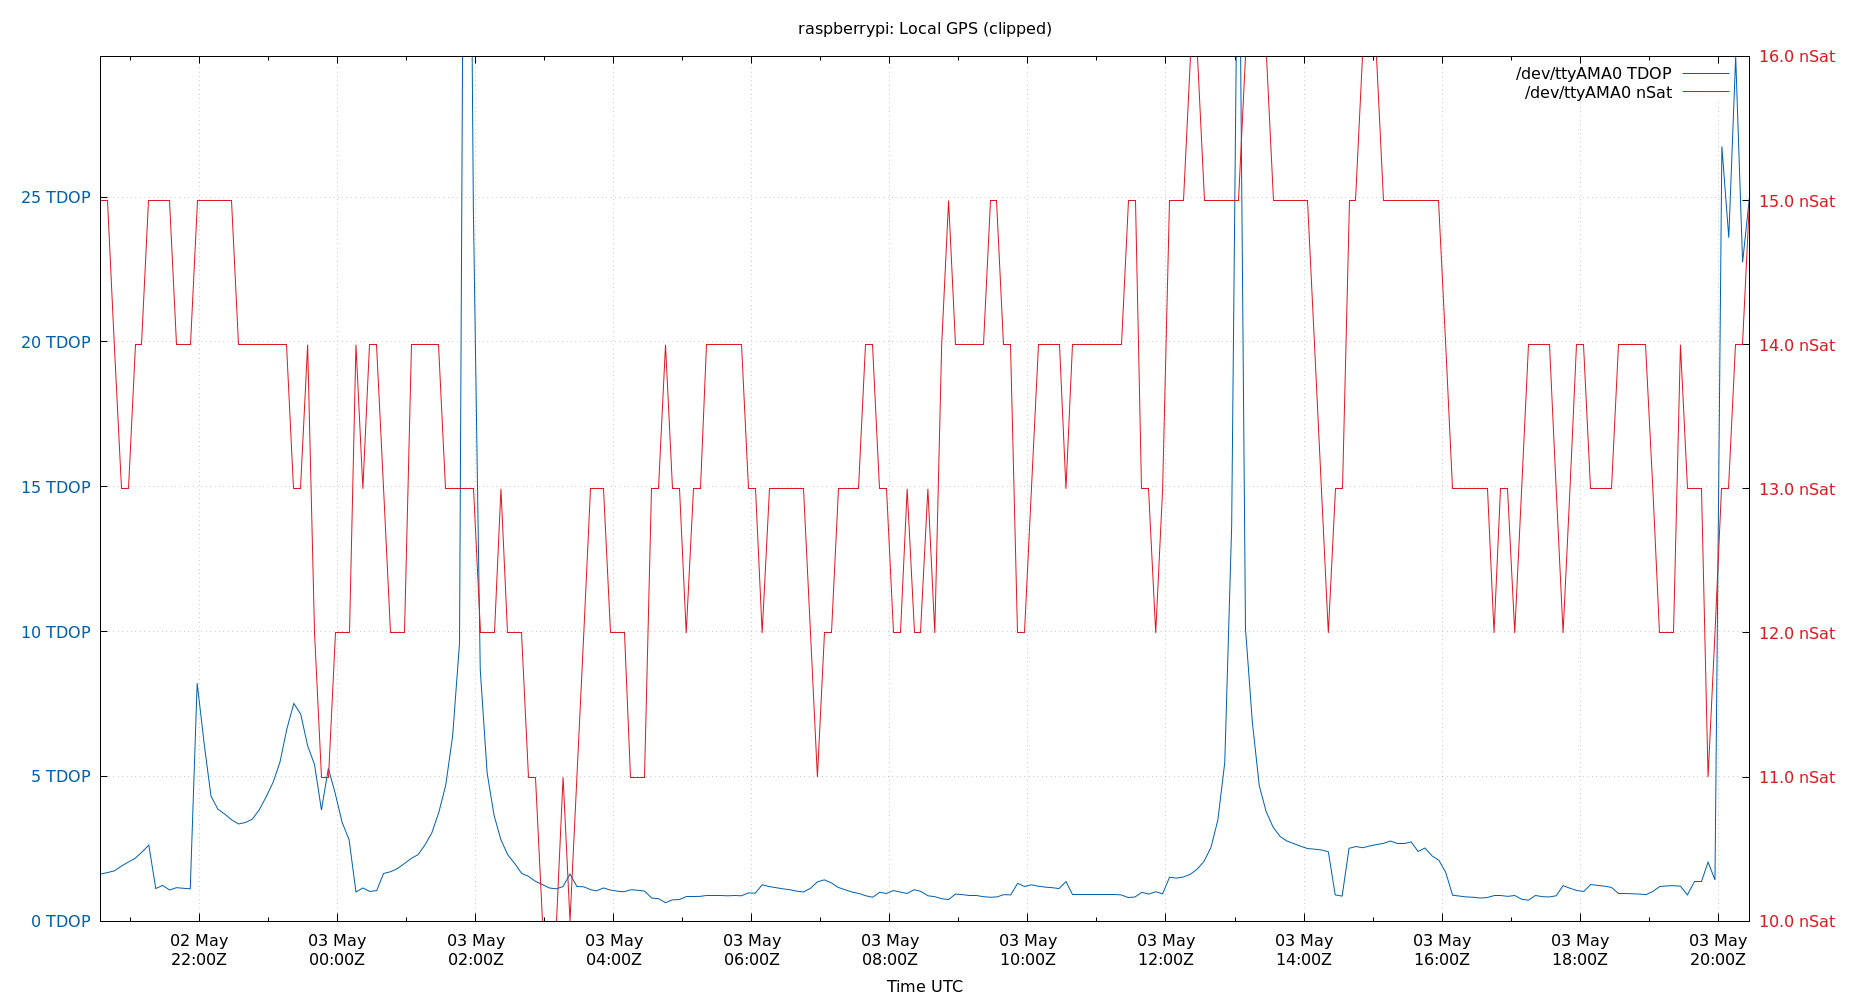 raspberrypi: Local GPS (clipped)
16.0 nSat
/dev/ttyAMA0 TDOP
/dev/ttyAMA0 nSat
25 TDOP
15.0 nSat
20 TDOP
14.0 nSat
15 TDOP
13.0 nSat
10 TDOP
12.0 nSat
5 TDOP
11.0 nSat
0 TDOP
10.0 nSat
02 May 03 May 03 May 03 May 03 May 03 May 03 May 03 May 03 May 03 May 03 May 03 May
22:00Z 00:00Z 02:00Z 04:00Z 06:00Z 08:00Z 10:00Z 12:00Z 14:00Z 16:00Z 18:00Z 20:00Z
Time UTC